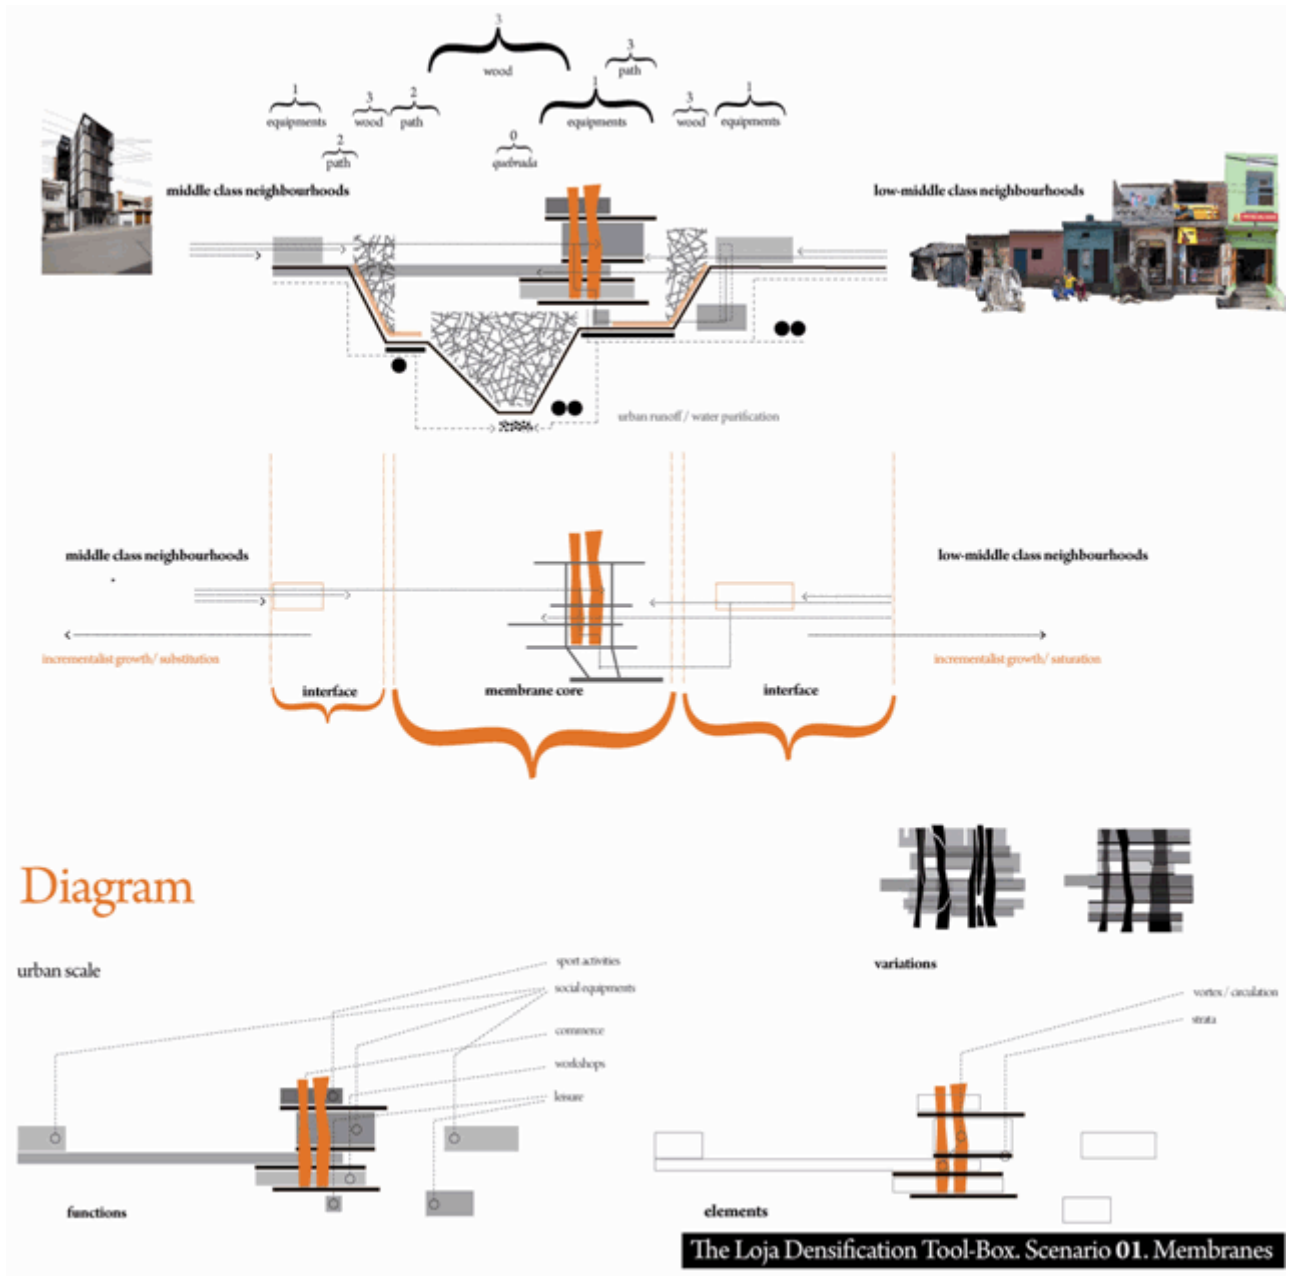 3
wood
3
path
1
equipments
3
wood
2
path
1
equipments
3
wood
1
equipments
2
path
0
quebrada
middle class neighbourhoods
low-middle class neighbourhoods
urban runoff / water purification
middle class neighbourhoods
low-middle class neighbourhoods
incrementalist growth/ substitution
incrementalist growth/ saturation
interface
membrane core
interface
Diagram
variations
urban scale
sport activities
social equipments
commerce
workshops
leisure
vortex / circulation
strata
functions
elements
The Loja Densification Tool-Box. Scenario 01. Membranes